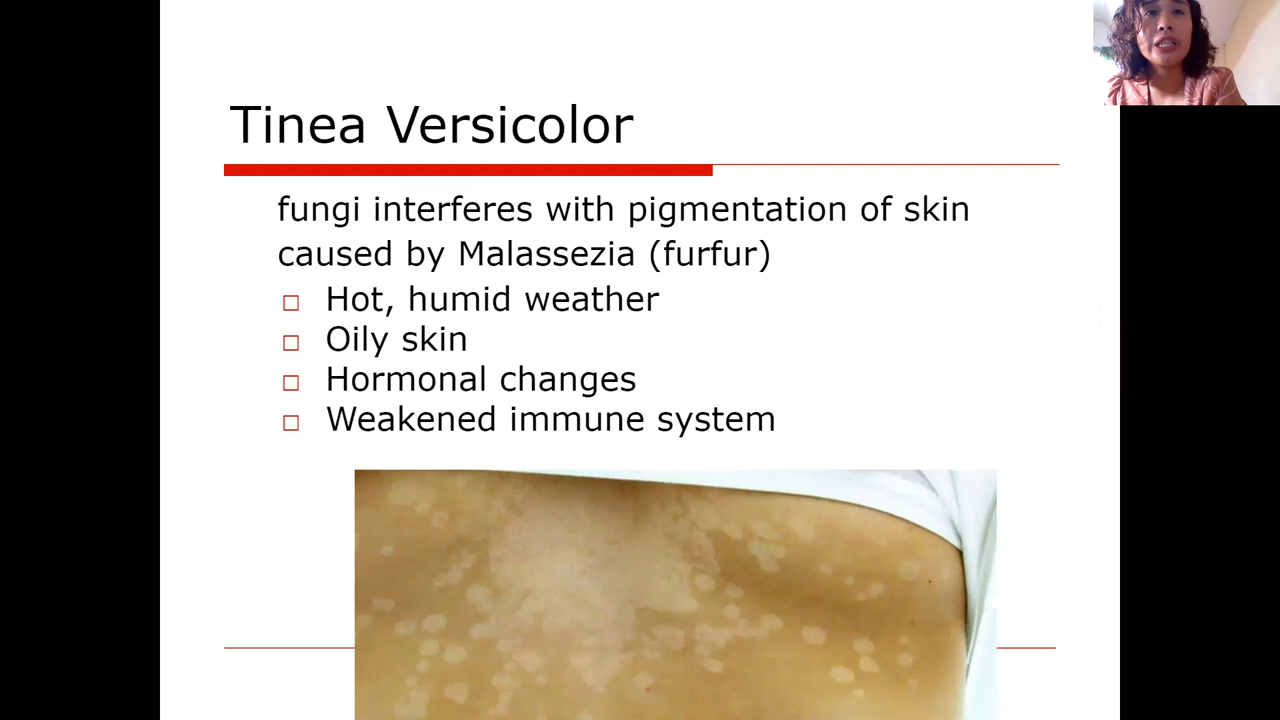 Tinea Versicolor
fungi interferes with pigmentation of skin
caused by Malassezia (furfur)
Hot, humid weather
Oily skin
Hormonal changes
Weakened immune system